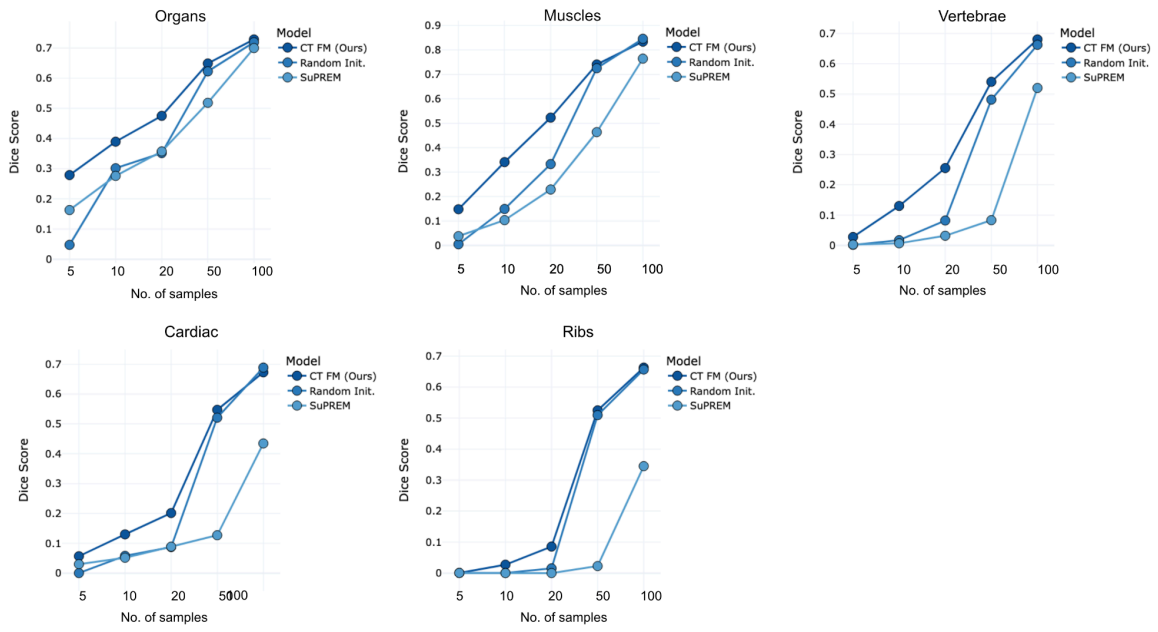 Organs
Dice Score
0.7
0.6
0.5
0.4
0.3
0.2
0.1
0
5 10 20 50 100
No. of samples
Model
CT FM (Ours)
Random Init.
SuPREM
Muscles
Dice Score
0.9
0.8
0.7
0.6
0.5
0.4
0.3
0.2
0.1
0
5 10 20 50 100
No. of samples
Model
CT FM (Ours)
Random Init.
SuPREM
Vertebrae
Dice Score
0.7
0.6
0.5
0.4
0.3
0.2
0.1
0
5 10 20 50 100
No. of samples
Model
CT FM (Ours)
Random Init.
SuPREM
Cardiac
Dice Score
0.7
0.6
0.5
0.4
0.3
0.2
0.1
0
5 10 20 50 100
No. of samples
Model
CT FM (Ours)
Random Init.
SuPREM
Ribs
Dice Score
0.7
0.6
0.5
0.4
0.3
0.2
0.1
0
5 10 20 50 100
No. of samples
Model
CT FM (Ours)
Random Init.
SuPREM